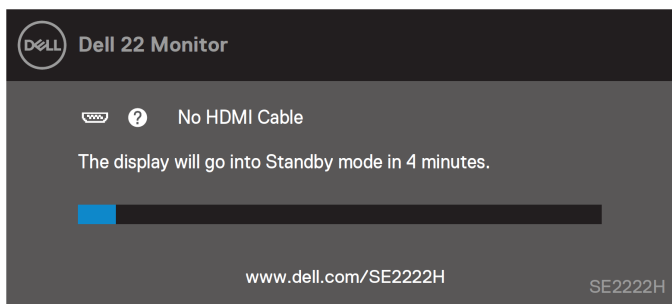 DELL Dell 22 Monitor
? No HDMI Cable
The display will go into Standby mode in 4 minutes.
www.dell.com/SE2222H
SE2222H